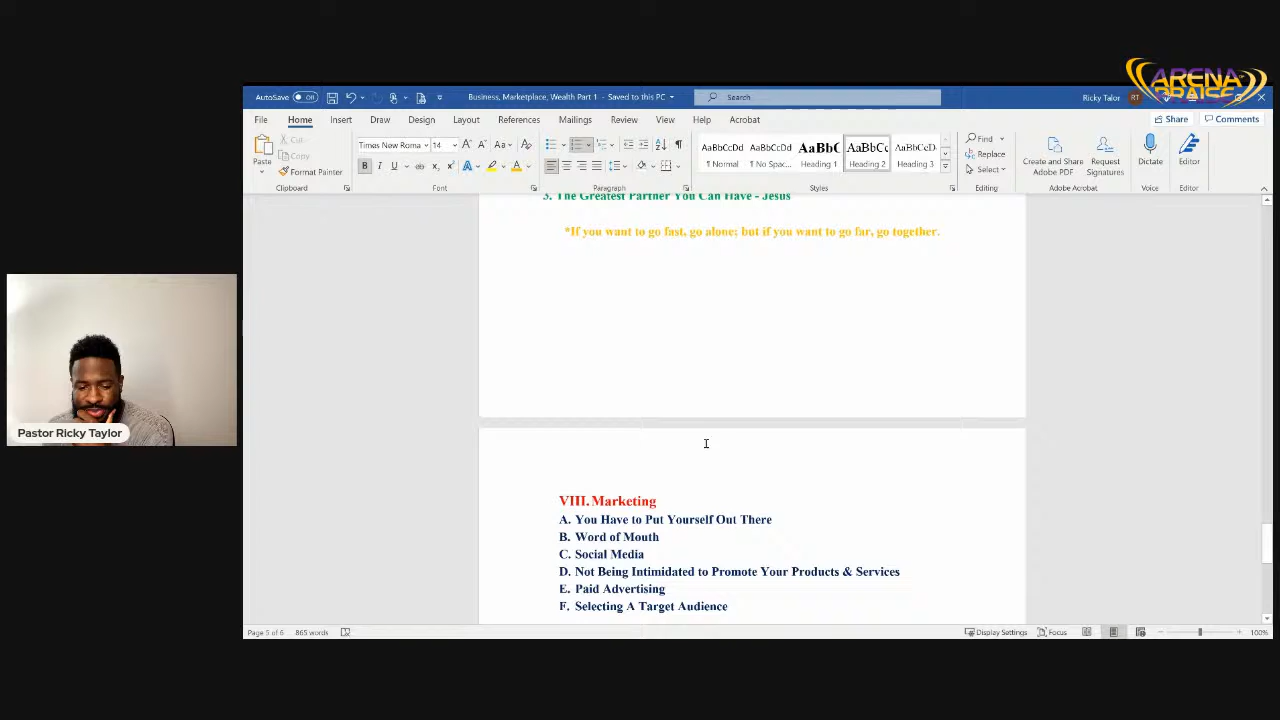 ARENA
PRAISE
AutoSave Off
Business, Marketplace, Wealth Part 1 - Saved to this PC
Search
Ricky Talor RT
File Home Insert Draw Design Layout References Mailings Review View Help Acrobat
Share Comments
Paste
Cut
Copy
Format Painter
Clipboard
Times New Roma 14
Font
Paragraph
AaBbCcDd AaBbCcDd AaBbC AaBbCc AaBbCcD
¶ Normal ¶ No Spac... Heading 1 Heading 2 Heading 3
Styles
Find
Replace
Select
Editing
Create and Share Adobe PDF
Request Signatures
Adobe Acrobat
Dictate
Voice
Editor
Editor
3. The Greatest Partner You Can Have - Jesus
*If you want to go fast, go alone; but if you want to go far, go together.
VIII. Marketing
A. You Have to Put Yourself Out There
B. Word of Mouth
C. Social Media
D. Not Being Intimidated to Promote Your Products & Services
E. Paid Advertising
F. Selecting A Target Audience
Pastor Ricky Taylor
Page 5 of 6 865 words
Display Settings Focus 100%